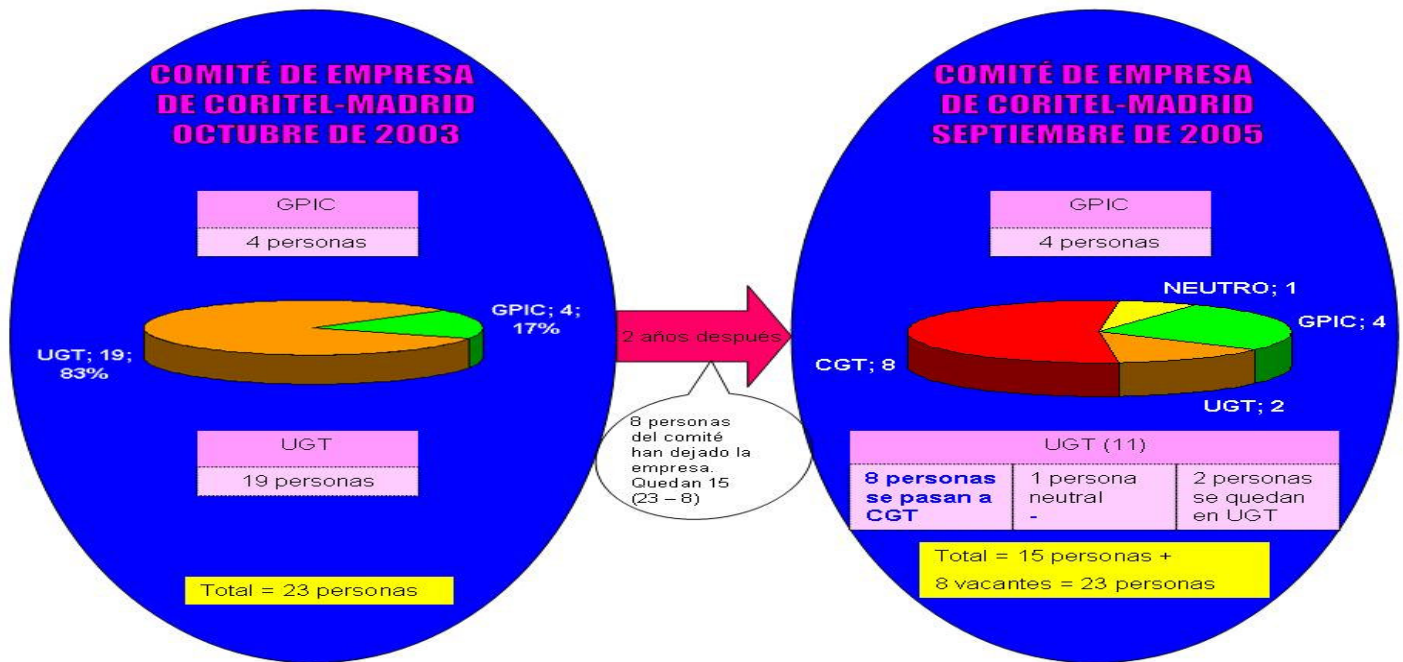 COMITÉ DE EMPRESA
DE CORITEL-MADRID
OCTUBRE DE 2003
GPIC
4 personas
GPIC; 4;
17%
UGT; 19;
83%
UGT
19 personas
Total = 23 personas
2 años después
8 personas
del comité
han dejado la
empresa.
Quedan 15
(23 – 8)
COMITÉ DE EMPRESA
DE CORITEL-MADRID
SEPTIEMBRE DE 2005
GPIC
4 personas
NEUTRO; 1
GPIC; 4
CGT; 8
UGT; 2
UGT (11)
8 personas
se pasan a
CGT
1 persona
neutral
-
2 personas
se quedan
en UGT
Total = 15 personas +
8 vacantes = 23 personas